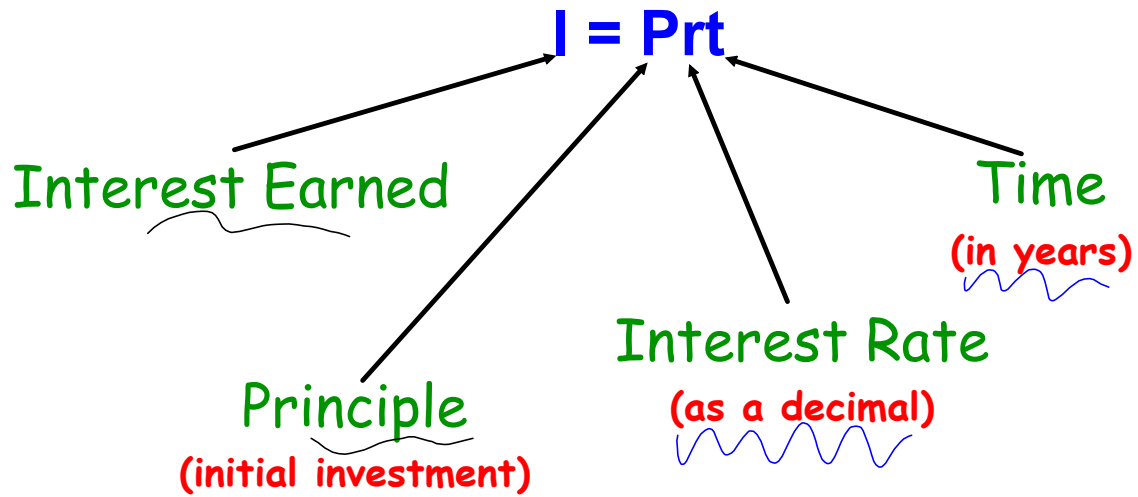 I = Prt
Interest Earned
Time
(in years)
Interest Rate
(as a decimal)
Principle
(initial investment)